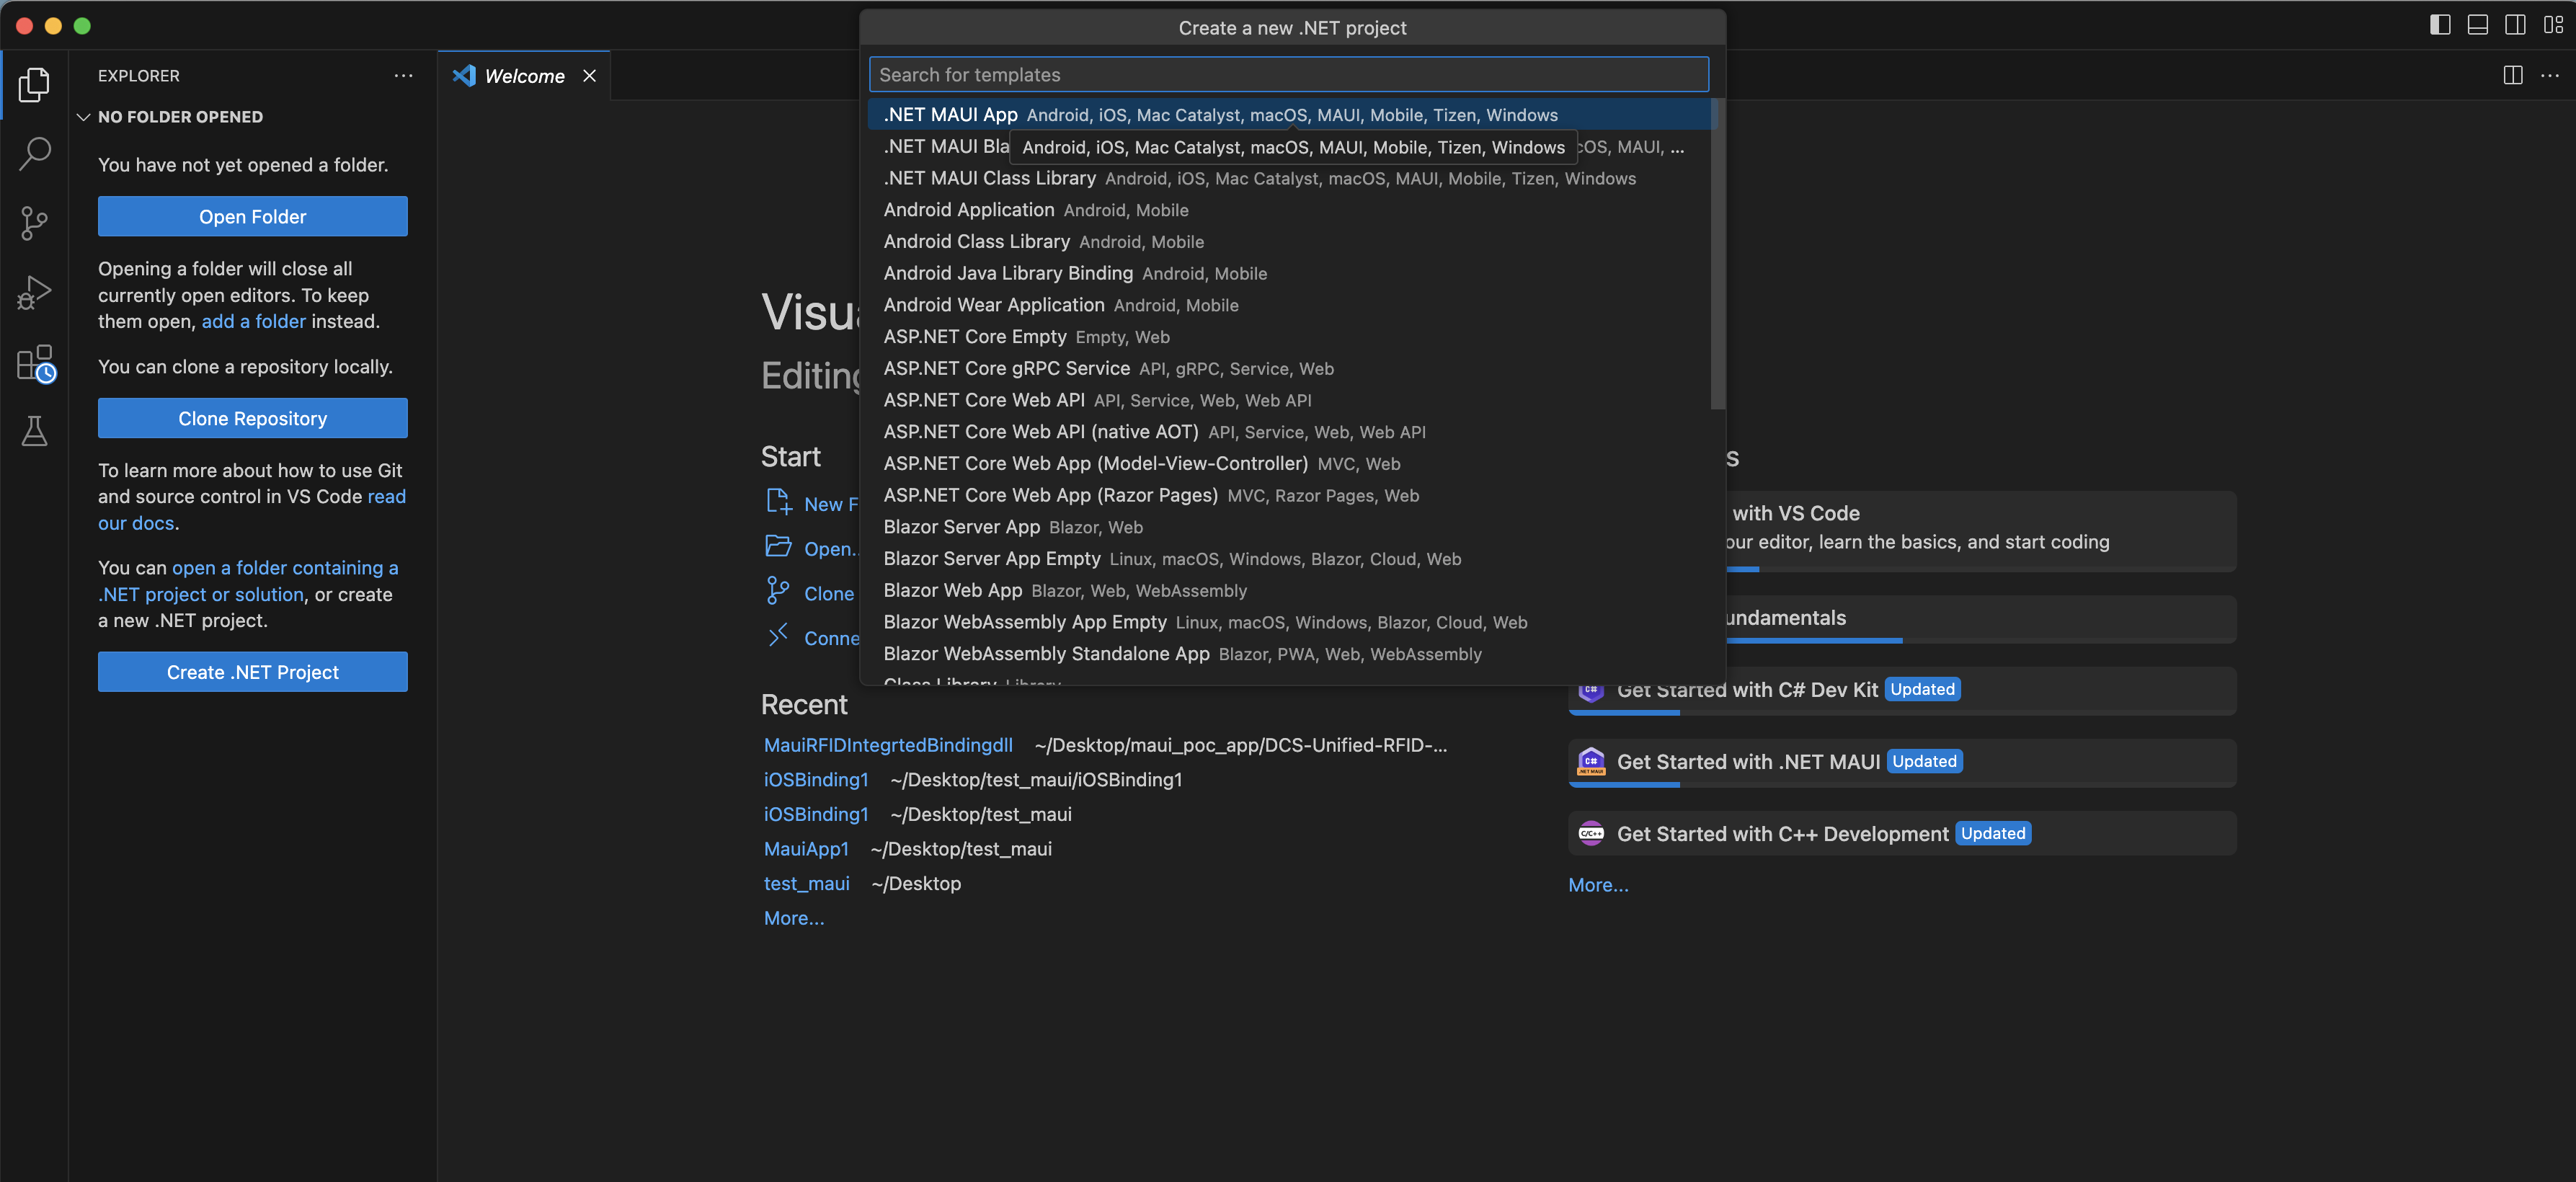 Create a new .NET project
EXPLORER
Welcome
Search for templates
NO FOLDER OPENED
You have not yet opened a folder.
Open Folder
Opening a folder will close all
currently open editors. To keep
them open, add a folder instead.
You can clone a repository locally.
Clone Repository
To learn more about how to use Git
and source control in VS Code read
our docs.
You can open a folder containing a
.NET project or solution, or create
a new .NET project.
Create .NET Project
.NET MAUI App Android, iOS, Mac Catalyst, macOS, MAUI, Mobile, Tizen, Windows
.NET MAUI Bla
Android, iOS, Mac Catalyst, macOS, MAUI, Mobile, Tizen, Windows
cOS, MAUI, ...
.NET MAUI Class Library Android, iOS, Mac Catalyst, macOS, MAUI, Mobile, Tizen, Windows
Android Application Android, Mobile
Android Class Library Android, Mobile
Android Java Library Binding Android, Mobile
Android Wear Application Android, Mobile
ASP.NET Core Empty Empty, Web
ASP.NET Core gRPC Service API, gRPC, Service, Web
ASP.NET Core Web API API, Service, Web, Web API
ASP.NET Core Web API (native AOT) API, Service, Web, Web API
ASP.NET Core Web App (Model-View-Controller) MVC, Web
ASP.NET Core Web App (Razor Pages) MVC, Razor Pages, Web
Blazor Server App Blazor, Web
Blazor Server App Empty Linux, macOS, Windows, Blazor, Cloud, Web
Blazor Web App Blazor, Web, WebAssembly
Blazor WebAssembly App Empty Linux, macOS, Windows, Blazor, Cloud, Web
Blazor WebAssembly Standalone App Blazor, PWA, Web, WebAssembly
Class Library Library
Visua
Editing
Start
New F
Open..
Clone
Conne
Recent
MauiRFIDIntegrtedBindingdll ~/Desktop/maui_poc_app/DCS-Unified-RFID-...
iOSBinding1 ~/Desktop/test_maui/iOSBinding1
iOSBinding1 ~/Desktop/test_maui
MauiApp1 ~/Desktop/test_maui
test_maui ~/Desktop
More...
s
with VS Code
our editor, learn the basics, and start coding
undamentals
C# Get Started with C# Dev Kit Updated
C# .NET MAUI Get Started with .NET MAUI Updated
C/C++ Get Started with C++ Development Updated
More...